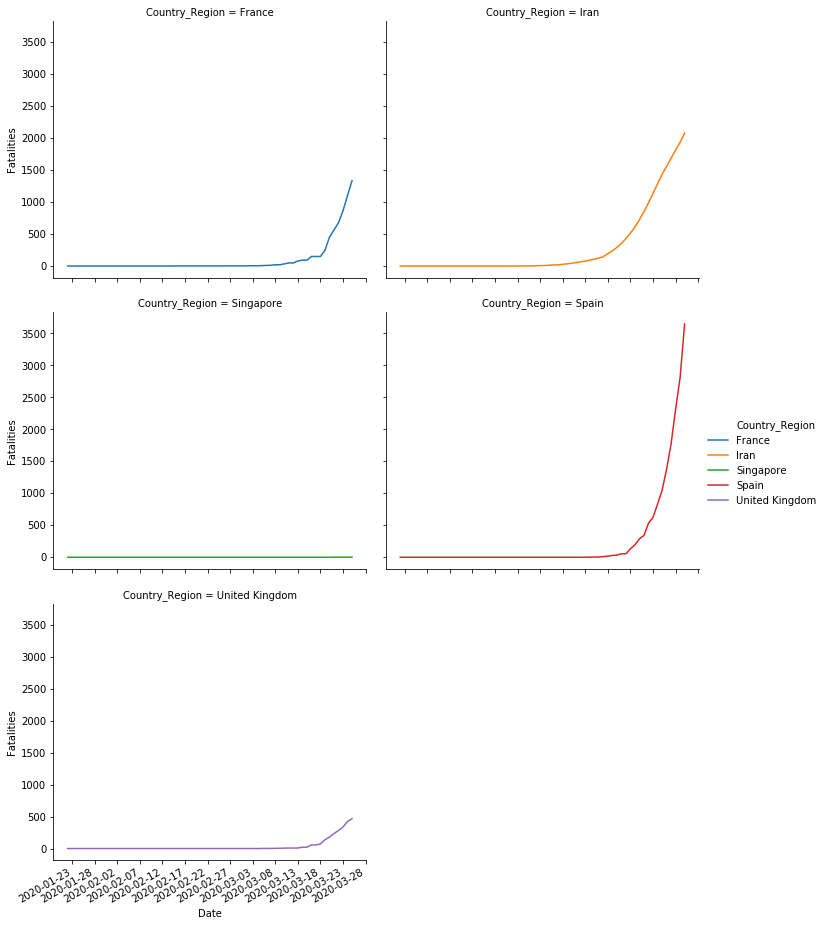 Country_Region = France
Country_Region = Iran
3500
3000
2500
2000
1500
1000
500
0
Fatalities
Country_Region = Singapore
Country_Region = Spain
3500
3000
2500
2000
1500
1000
500
0
Fatalities
Country_Region
France
Iran
Singapore
Spain
United Kingdom
Country_Region = United Kingdom
3500
3000
2500
2000
1500
1000
500
0
Fatalities
2020-01-23
2020-01-28
2020-02-02
2020-02-07
2020-02-12
2020-02-17
2020-02-22
2020-02-27
2020-03-03
2020-03-08
2020-03-13
2020-03-18
2020-03-23
2020-03-28
Date